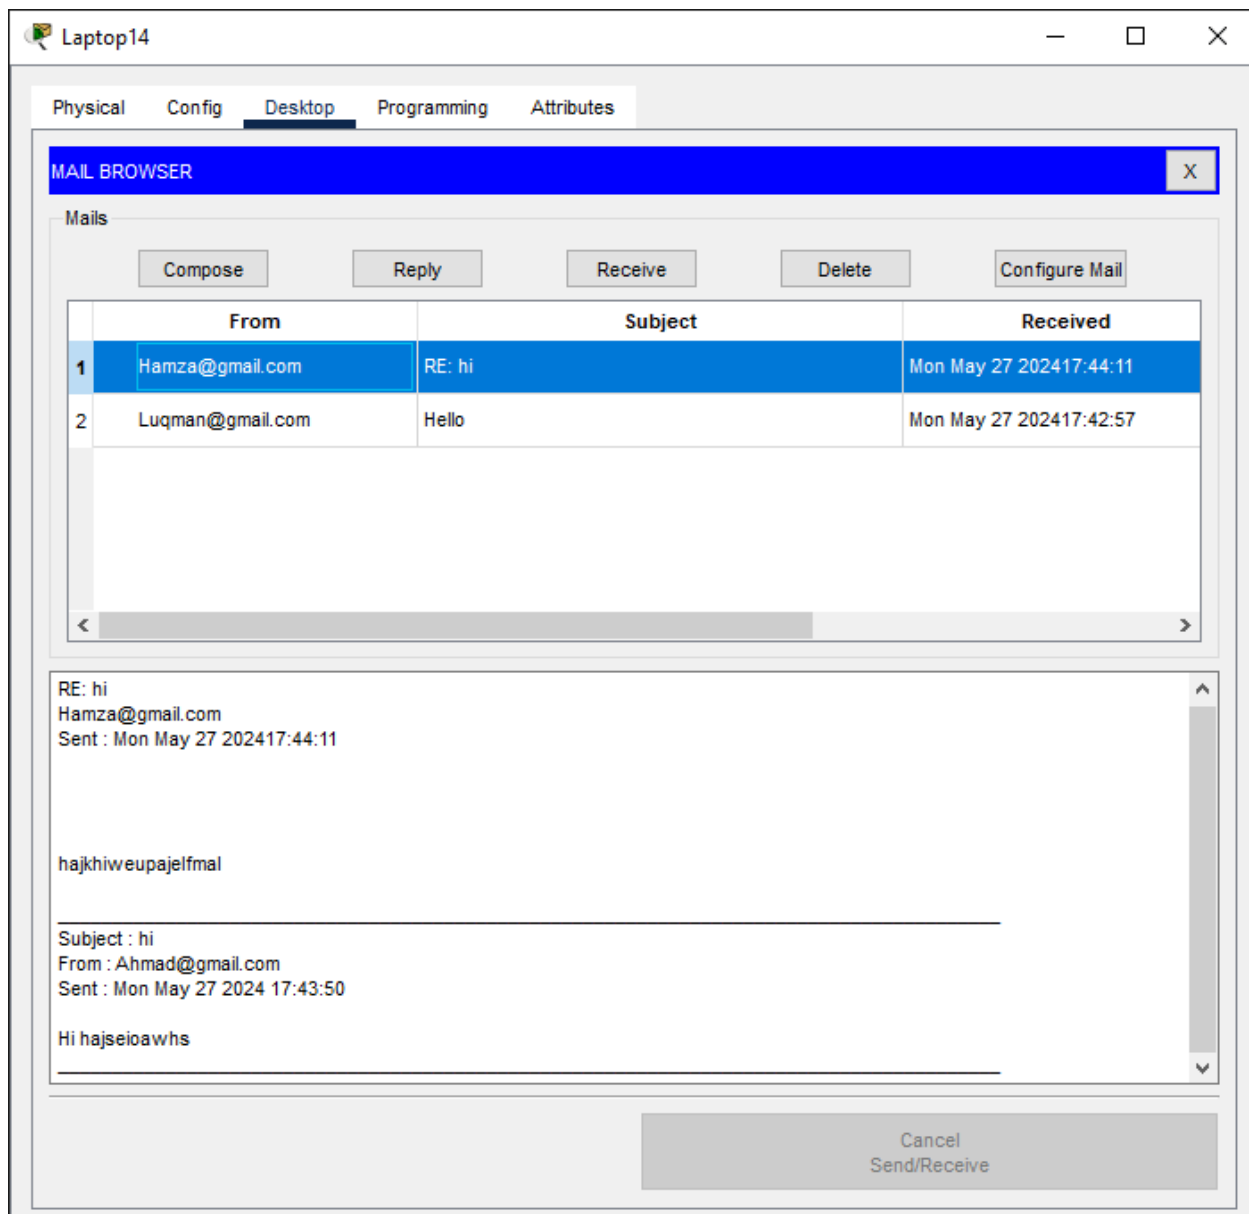 Laptop14
Physical Config Desktop Programming Attributes
MAIL BROWSER X
Mails
Compose Reply Receive Delete Configure Mail
From Subject Received
1 Hamza@gmail.com RE: hi Mon May 27 202417:44:11
2 Luqman@gmail.com Hello Mon May 27 202417:42:57
RE: hi
Hamza@gmail.com
Sent : Mon May 27 202417:44:11
hajkhiweupajelfmal
Subject : hi
From : Ahmad@gmail.com
Sent : Mon May 27 2024 17:43:50
Hi hajseioawhs
Cancel
Send/Receive